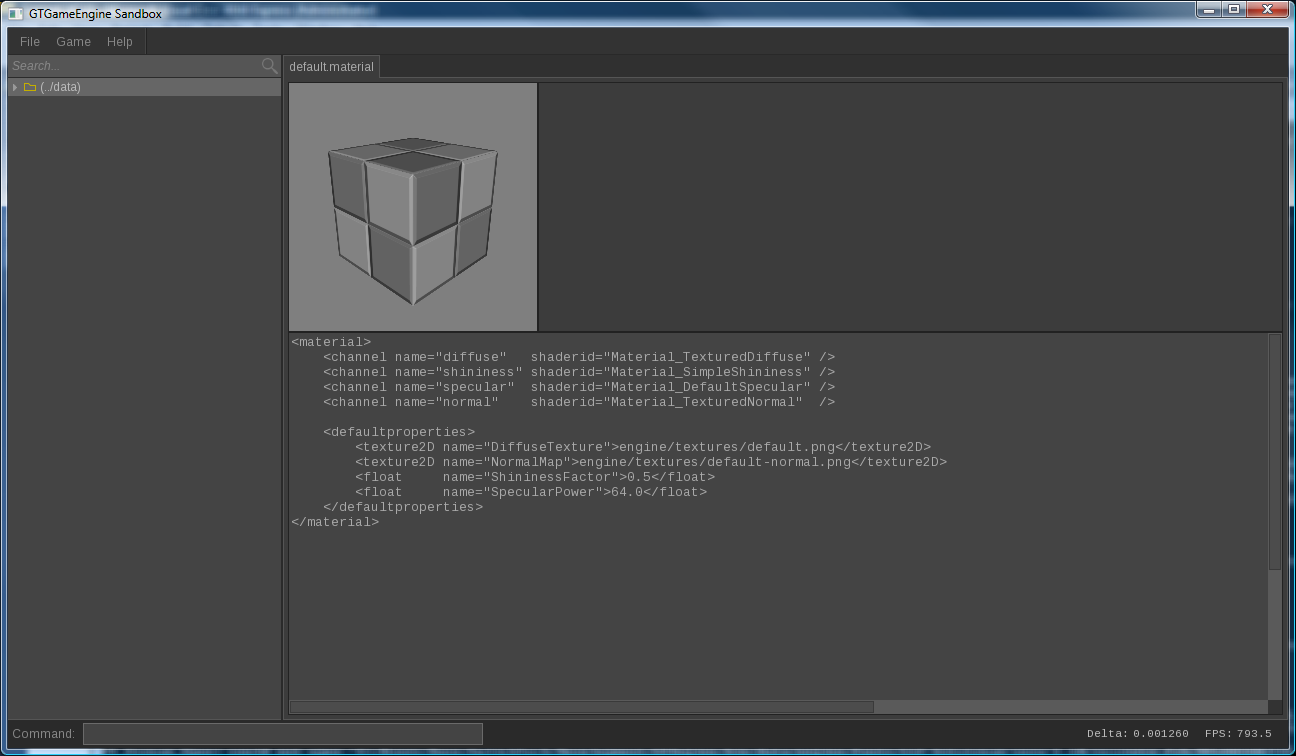 GTGameEngine Sandbox
File Game Help
Search...
default.material
(../data)
<material>
    <channel name="diffuse"   shaderid="Material_TexturedDiffuse" />
    <channel name="shininess" shaderid="Material_SimpleShininess" />
    <channel name="specular"  shaderid="Material_DefaultSpecular" />
    <channel name="normal"    shaderid="Material_TexturedNormal"  />
    <defaultproperties>
        <texture2D name="DiffuseTexture">engine/textures/default.png</texture2D>
        <texture2D name="NormalMap">engine/textures/default-normal.png</texture2D>
        <float     name="ShininessFactor">0.5</float>
        <float     name="SpecularPower">64.0</float>
    </defaultproperties>
</material>
Command:
Delta: 0.001260 FPS: 793.5